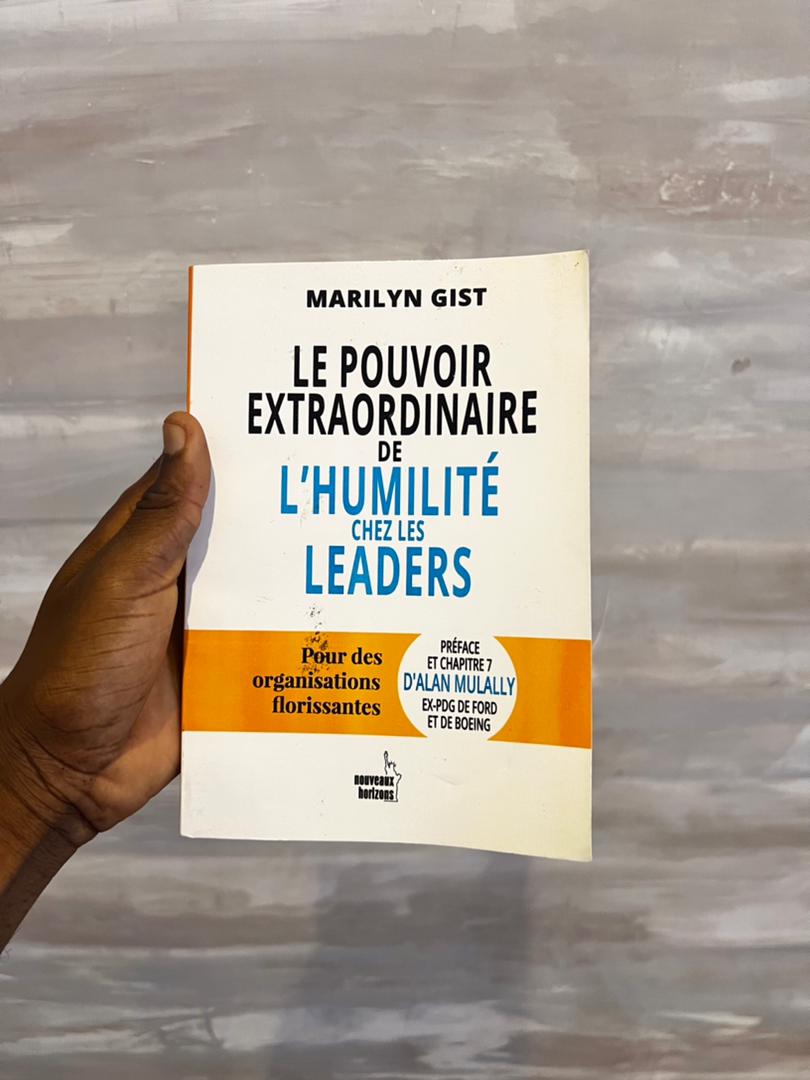 MARILYN GIST
LE POUVOIR
EXTRAORDINAIRE
DE
L'HUMILITÉ
CHEZ LES
LEADERS
Pour des
organisations
florissantes
PRÉFACE
ET CHAPITRE 7
D'ALAN MULALLY
EX-PDG DE FORD
ET DE BOEING
nouveaux
horizons